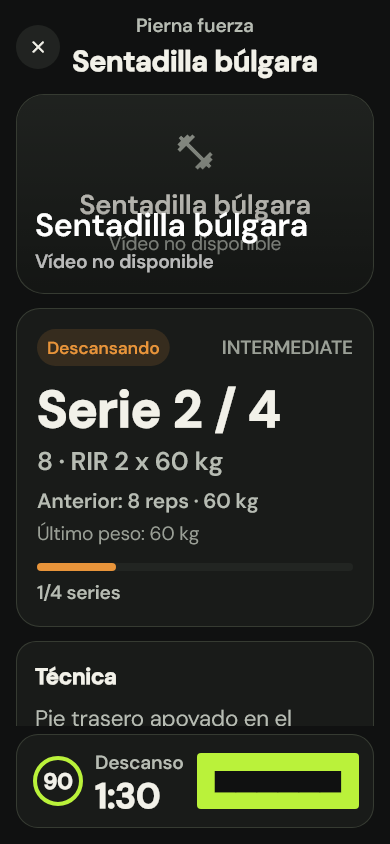 Pierna fuerza
Sentadilla búlgara
Sentadilla búlgara
Sentadilla búlgara
Vídeo no disponible
Vídeo no disponible
Descansando
INTERMEDIATE
Serie 2 / 4
8 · RIR 2 x 60 kg
Anterior: 8 reps · 60 kg
Último peso: 60 kg
1/4 series
Técnica
Pie trasero apoyado en el
90
Descanso
1:30